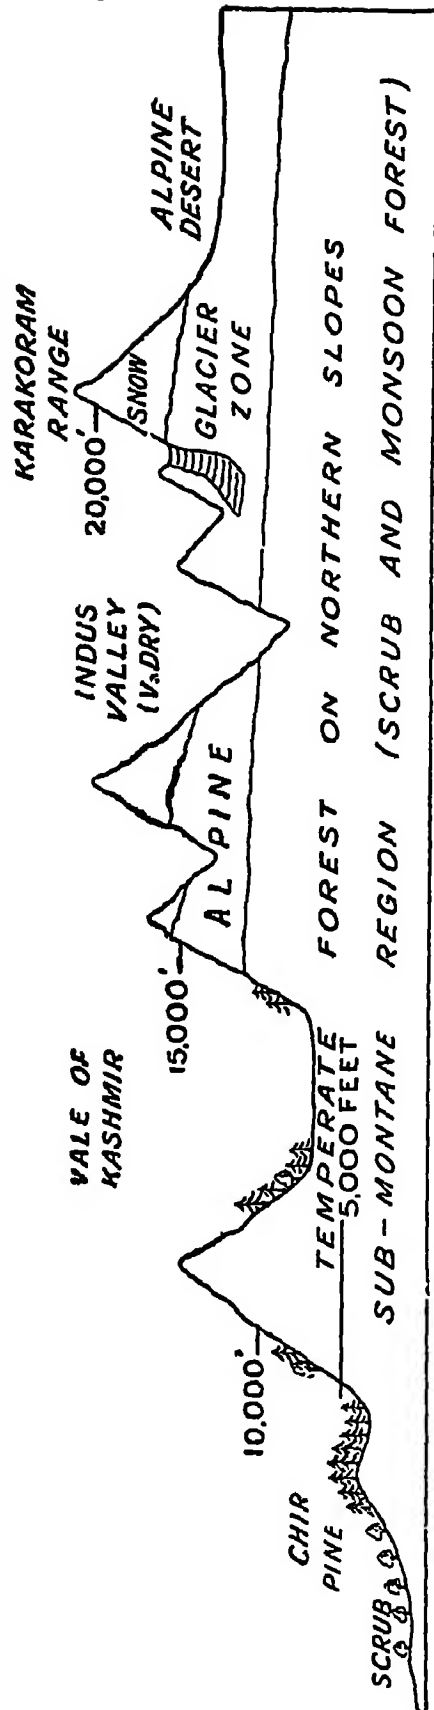 SCRUB
CHIR
PINE
10,000'
VALE OF
KASHMIR
15,000'
INDUS
VALLEY
(V.DRY)
KARAKORAM
RANGE
20,000'
SNOW
GLACIER
ZONE
ALPINE
DESERT
ALPINE
TEMPERATE FOREST ON NORTHERN SLOPES
5,000 FEET
SUB-MONTANE REGION (SCRUB AND MONSOON FOREST)